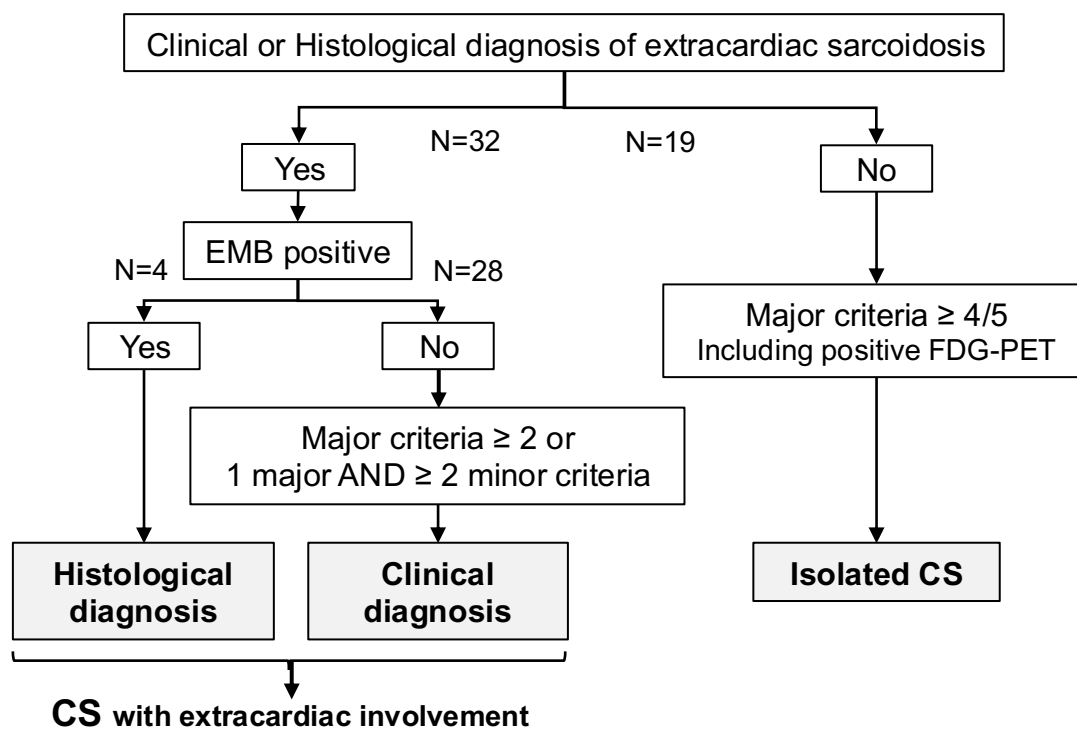 Clinical or Histological diagnosis of extracardiac sarcoidosis
N=32
N=19
Yes
No
EMB positive
N=4
N=28
Yes
No
Major criteria ≥ 4/5
Including positive FDG-PET
Major criteria ≥ 2 or
1 major AND ≥ 2 minor criteria
Histological
diagnosis
Clinical
diagnosis
Isolated CS
CS with extracardiac involvement